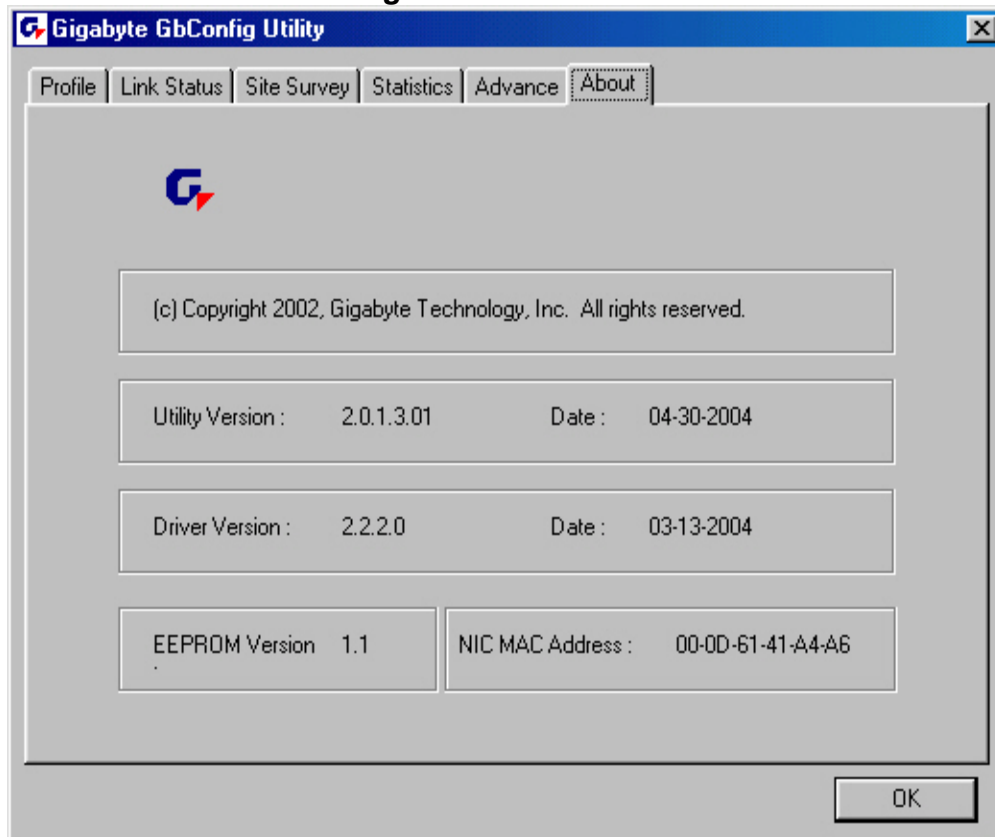 Gigabyte GbConfig Utility
Profile Link Status Site Survey Statistics Advance About
(c) Copyright 2002, Gigabyte Technology, Inc. All rights reserved.
Utility Version : 2.0.1.3.01 Date : 04-30-2004
Driver Version : 2.2.2.0 Date : 03-13-2004
EEPROM Version 1.1 NIC MAC Address : 00-0D-61-41-A4-A6
OK